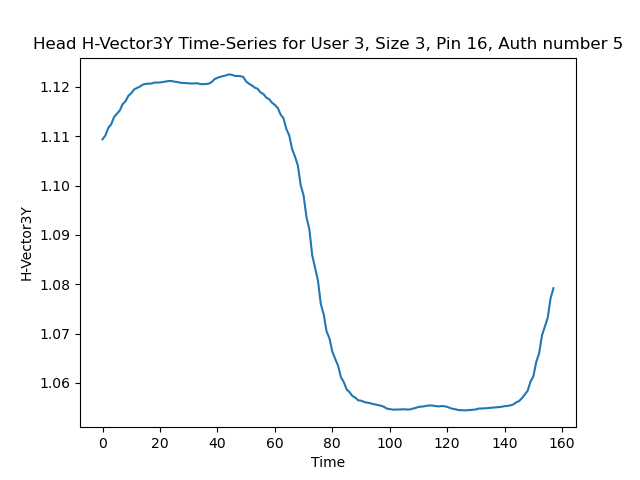 Head H-Vector3Y Time-Series for User 3, Size 3, Pin 16, Auth number 5
H-Vector3Y
1.12
1.11
1.10
1.09
1.08
1.07
1.06
0 20 40 60 80 100 120 140 160
Time